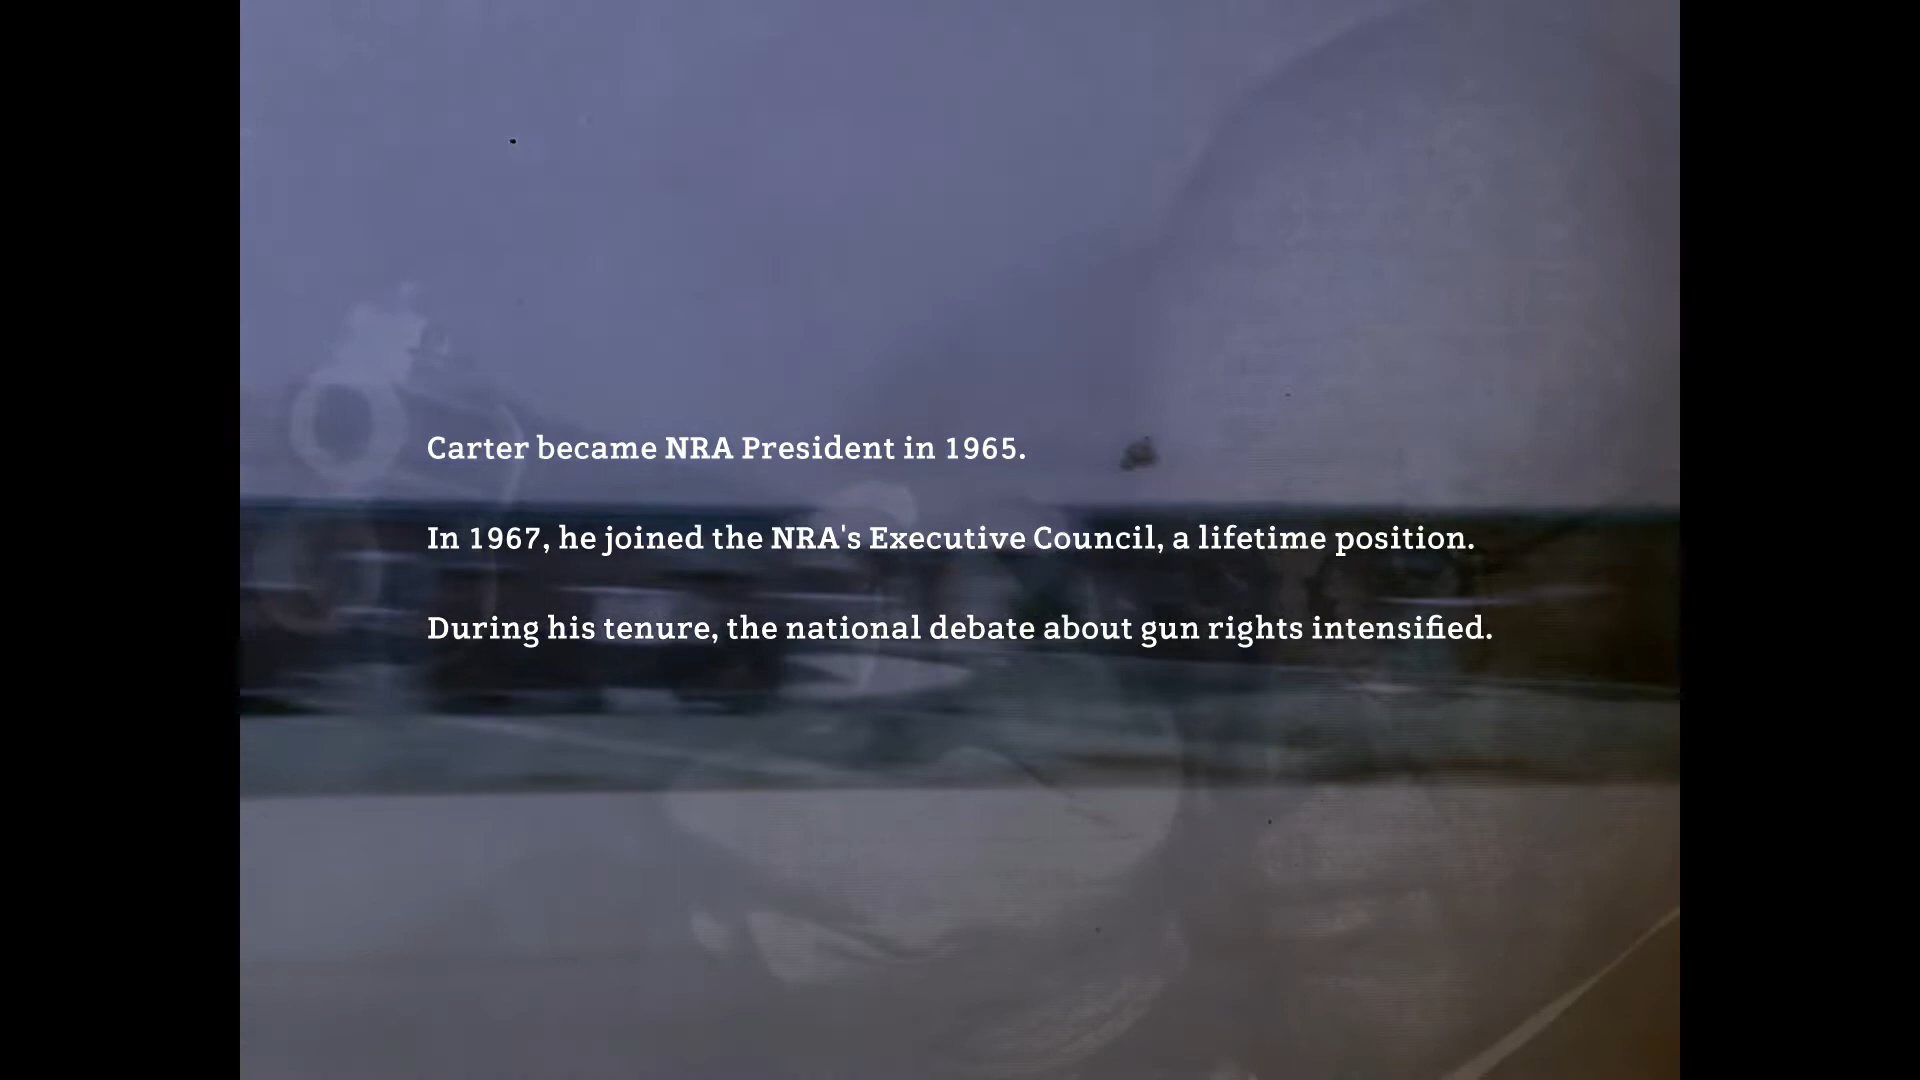 Carter became NRA President in 1965.
In 1967, he joined the NRA's Executive Council, a lifetime position.
During his tenure, the national debate about gun rights intensified.